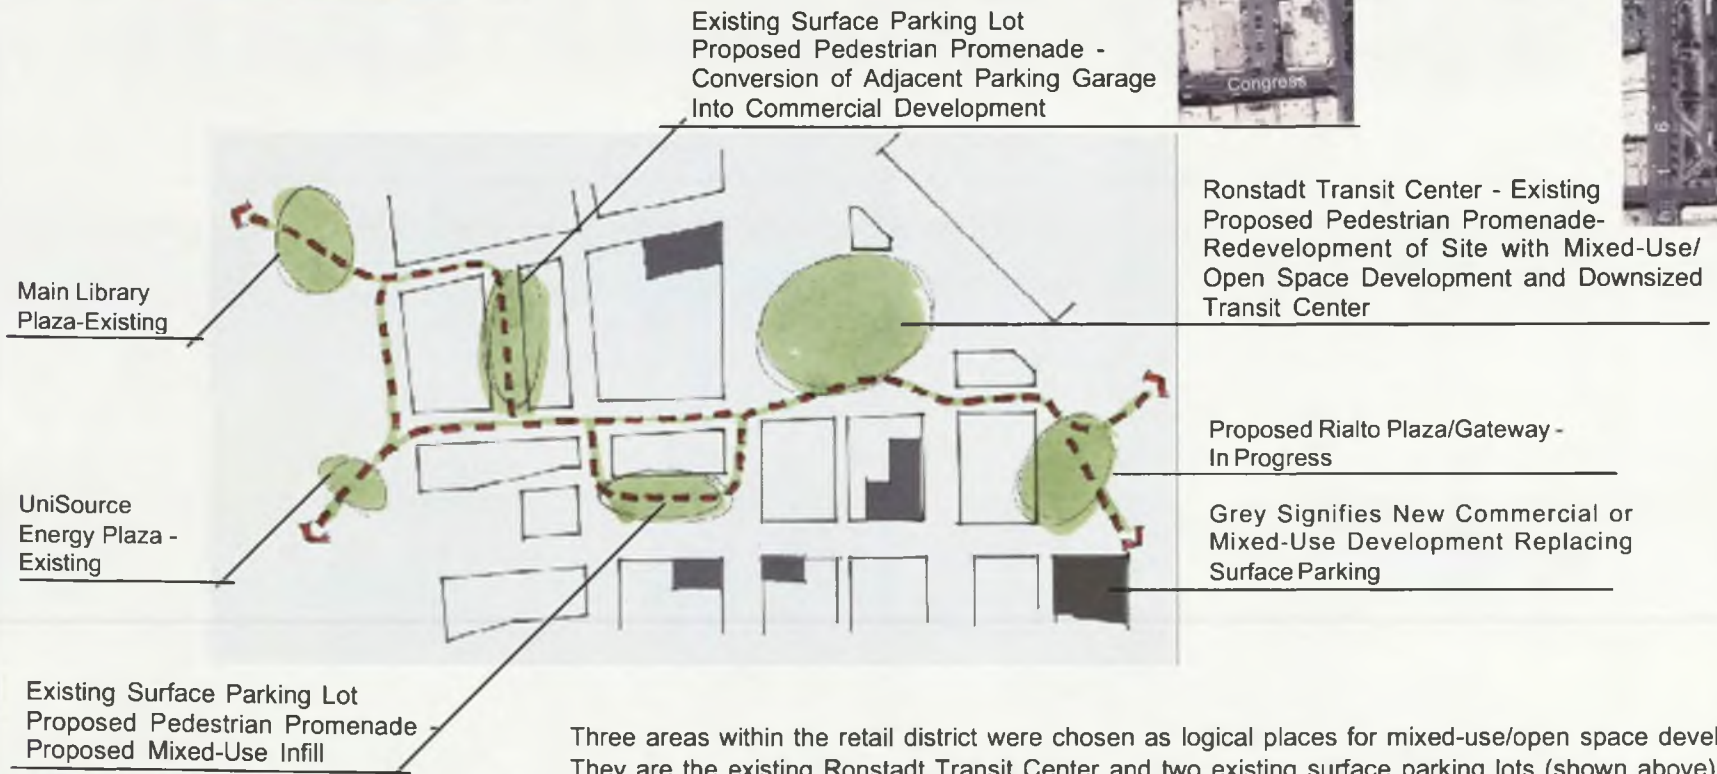 Existing Surface Parking Lot
Proposed Pedestrian Promenade -
Conversion of Adjacent Parking Garage
Into Commercial Development
Congress
Ronstadt Transit Center - Existing
Proposed Pedestrian Promenade-
Redevelopment of Site with Mixed-Use/
Open Space Development and Downsized
Transit Center
Main Library
Plaza-Existing
Proposed Rialto Plaza/Gateway -
In Progress
UniSource
Energy Plaza -
Existing
Grey Signifies New Commercial or
Mixed-Use Development Replacing
Surface Parking
Existing Surface Parking Lot
Proposed Pedestrian Promenade -
Proposed Mixed-Use Infill
Three areas within the retail district were chosen as logical places for mixed-use/open space devel
They are the existing Ronstadt Transit Center and two existing surface parking lots (shown above)